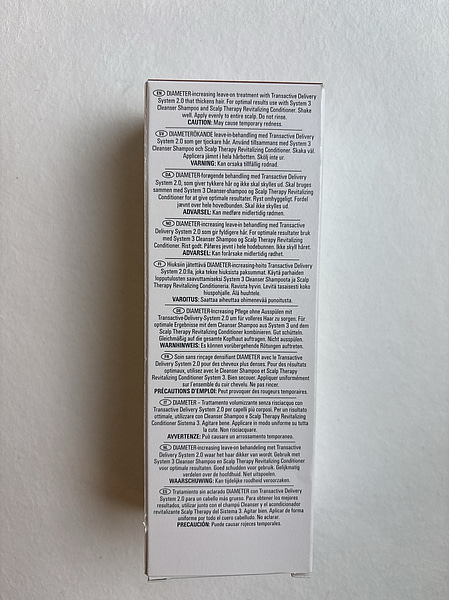 EN DIAMETER-increasing leave-on treatment with Transactive Delivery
System 2.0 that thickens hair. For optimal results use with System 3
Cleanser Shampoo and Scalp Therapy Revitalizing Conditioner. Shake
well. Apply evenly to entire scalp. Do not rinse.
CAUTION: May cause temporary redness.
SV DIAMETERÖKANDE leave-in-behandling med Transactive Delivery
System 2.0 som ger tjockare hår. Använd tillsammans med System 3
Cleanser Shampoo och Scalp Therapy Revitalizing Conditioner. Skaka väl.
Applicera jämnt i hela hårbotten. Skölj inte ur.
VARNING: Kan orsaka tillfällig rodnad.
DA DIAMETER-forøgende behandling med Transactive Delivery
System 2.0, som giver tykkere hår og ikke skal skylles ud. Skal bruges
sammen med System 3 Cleanser-shampoo og Scalp Therapy Revitalizing
Conditioner for at give optimale resultater. Ryst omhyggeligt. Fordel
jævnt over hele hovedbunden. Skal ikke skylles ud.
ADVARSEL: Kan medføre midlertidig rødmen.
NO DIAMETER-increasing leave in behandling med Transactive
Delivery System 2.0 som gir fyldigere hår. For optimale resultater bruk
med System 3 Cleanser Shampoo og Scalp Therapy Revitalizing Conditioner.
Rist godt. Påføres jevnt i hele hodebunnen. Ikke skyll håret.
ADVARSEL: Kan forårsake midlertidig rødhet.
FI Hiuksiin jätettävä DIAMETER-increasing-hoito Transactive Delivery
System 2.0:lla, joka tekee hiuksista paksummat. Käytä parhaiden
lopputulosten saavuttamiseksi System 3 Cleanser Shampoota ja Scalp
Therapy Revitalizing Conditioneria. Ravista hyvin. Levitä tasaisesti koko
hiuspohjalle. Älä huuhtele.
VAROITUS: Saattaa aiheuttaa ohimenevää punoitusta.
DE DIAMETER-Increasing Pflege ohne Ausspülen mit
Transactive-Delivery-System 2.0 um für volleres Haar zu sorgen. Für
optimale Ergebnisse mit dem Cleanser Shampoo aus System 3 und dem
Scalp Therapy Revitalizing Conditioner kombinieren. Gut schütteln.
Gleichmäßig auf die gesamte Kopfhaut auftragen. Nicht ausspülen.
WARNHINWEIS: Es können vorübergehende Rötungen auftreten.
FR Soin sans rinçage densifiant DIAMETER avec le Transactive Delivery
System 2.0 pour des cheveux plus denses. Pour des résultats
optimaux, utilisez avec le Cleanser Shampoo et Scalp Therapy
Revitalizing Conditioner System 3. Bien secouer. Appliquer uniformément
sur l'ensemble du cuir chevelu. Ne pas rincer.
PRÉCAUTIONS D'EMPLOI: Peut provoquer des rougeurs temporaires.
IT DIAMETER – Trattamento volumizzante senza risciacquo con
Transactive Delivery System 2.0 per capelli più corposi. Per un risultato
ottimale, utilizzare con Cleanser Shampoo e Scalp Therapy Revitalizing
Conditioner Sistema 3. Agitare bene. Applicare in modo uniforme su tutta
la cute. Non risciacquare.
AVVERTENZE: Può causare un arrossamento temporaneo.
NL DIAMETER-increasing leave-on behandeling met Transactive Delivery
System 2.0 waar het haar dikker van wordt. Gebruik met
System 3 Cleanser Shampoo en Scalp Therapy Revitalizing Conditioner
voor optimale resultaten. Goed schudden voor gebruik. Gelijkmatig
verdelen over de hoofdhuid. Niet uitspoelen.
WAARSCHUWING: Kan tijdelijke roodheid veroorzaken.
ES Tratamiento sin aclarado DIAMETER con Transactive Delivery
System 2.0 para un cabello más grueso. Para obtener los mejores
resultados, utilizar junto con el champú Cleanser y el acondicionador
revitalizante Scalp Therapy del Sistema 3. Agitar bien. Aplicar de forma
uniforme por todo el cuero cabelludo. No aclarar.
PRECAUCIÓN: Puede causar rojeces temporales.